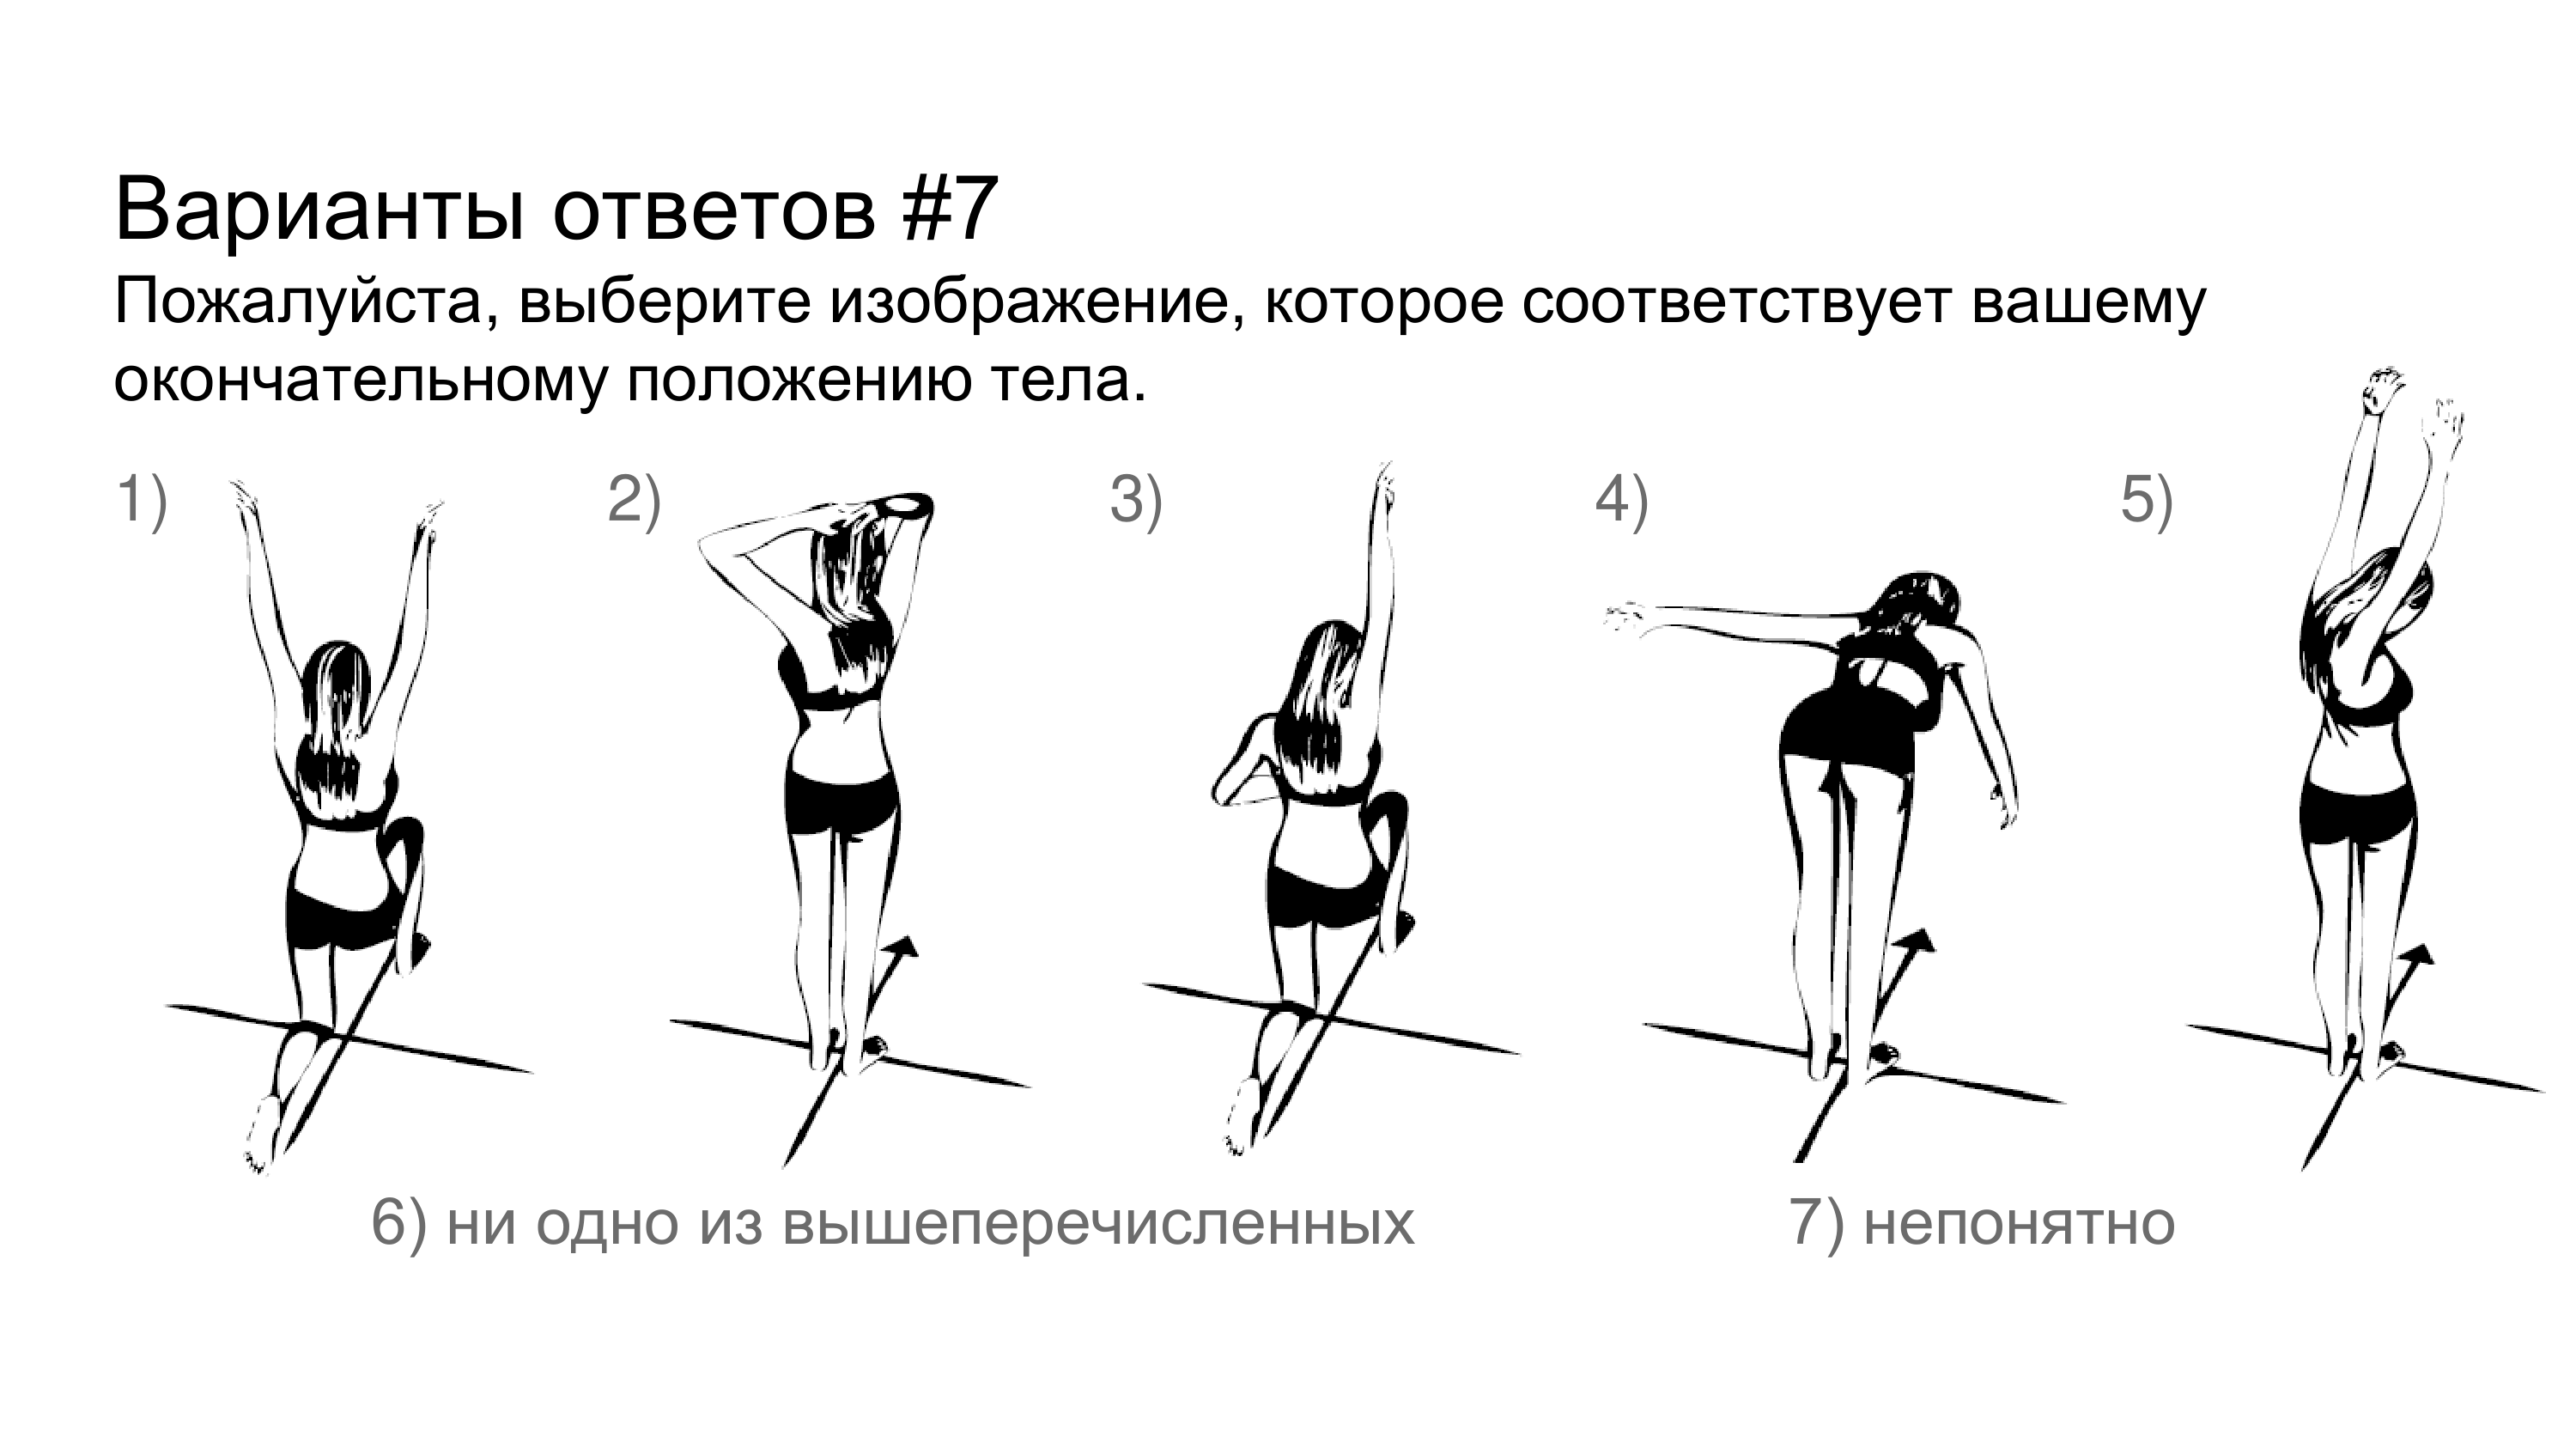 Варианты ответов #7
Пожалуйста, выберите изображение, которое соответствует вашему
окончательному положению тела.
1) 2) 3) 4) 5)
6) ни одно из вышеперечисленных 7) непонятно